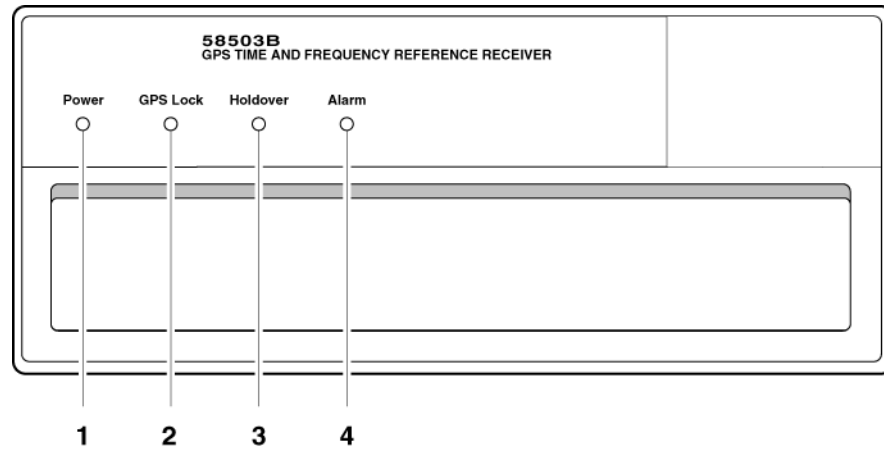 58503B
GPS TIME AND FREQUENCY REFERENCE RECEIVER
Power GPS Lock Holdover Alarm
1 2 3 4